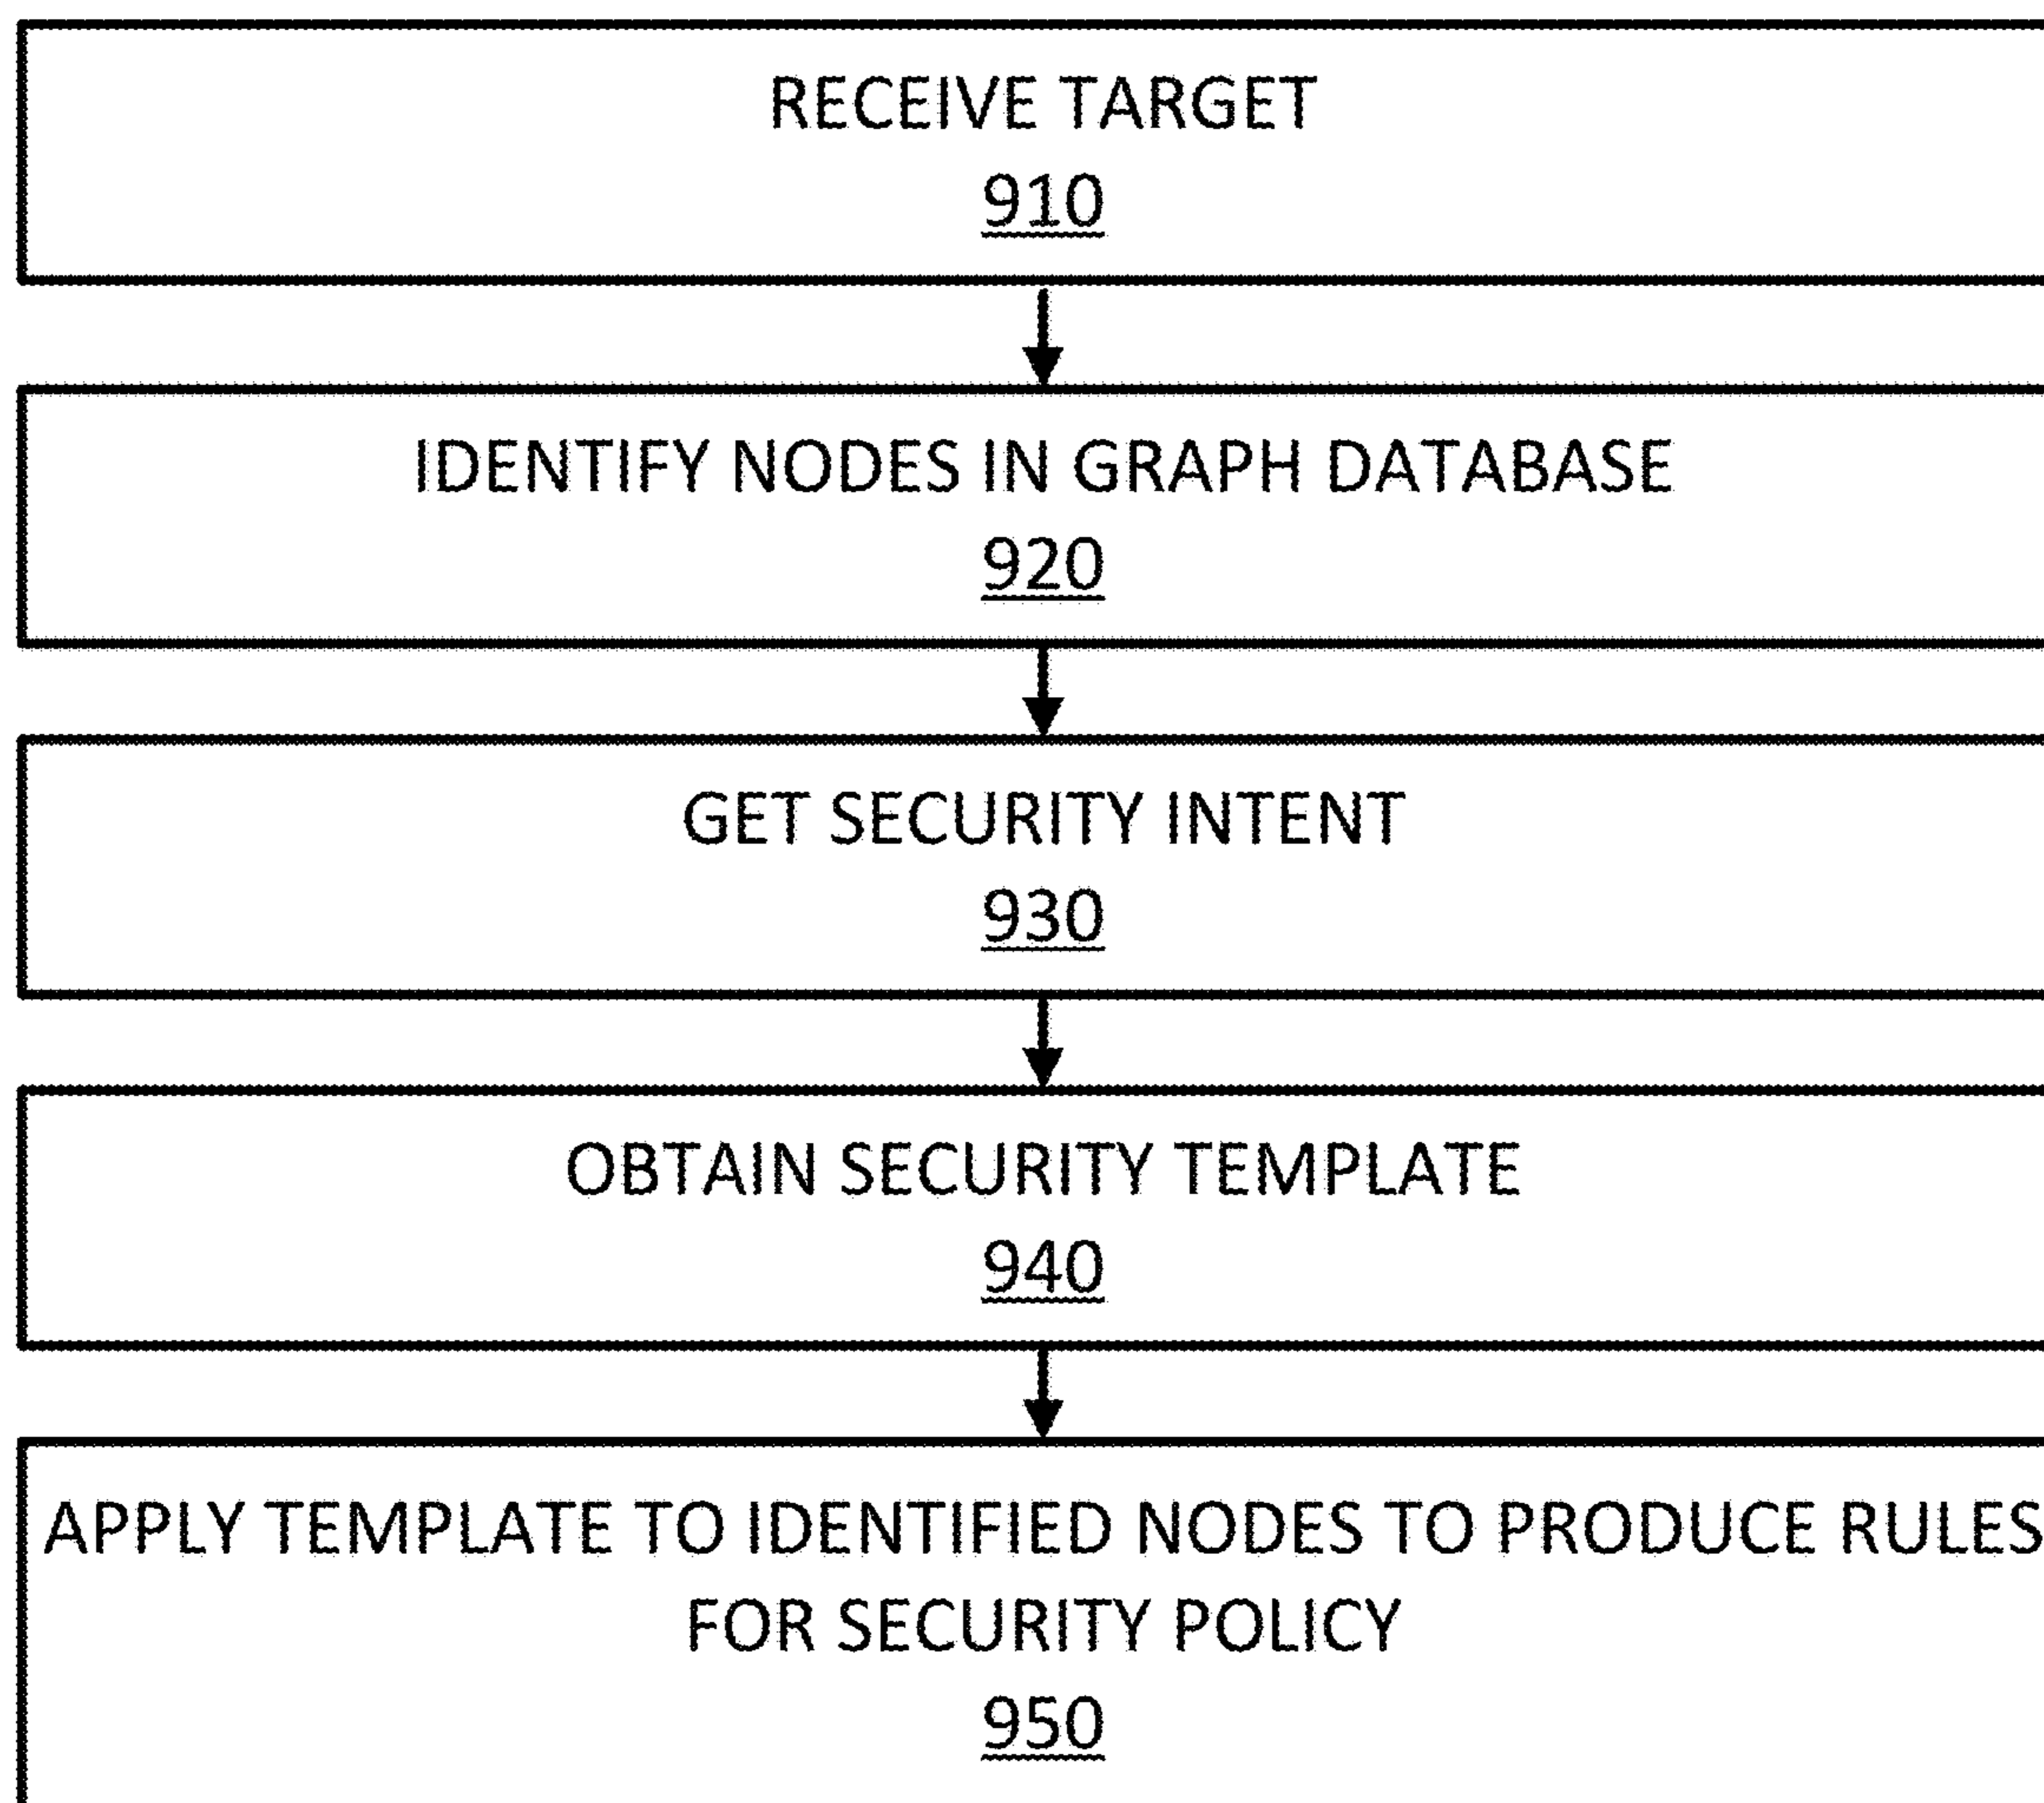 RECEIVE TARGET
910
IDENTIFY NODES IN GRAPH DATABASE
920
GET SECURITY INTENT
930
OBTAIN SECURITY TEMPLATE
940
APPLY TEMPLATE TO IDENTIFIED NODES TO PRODUCE RULES
FOR SECURITY POLICY
950